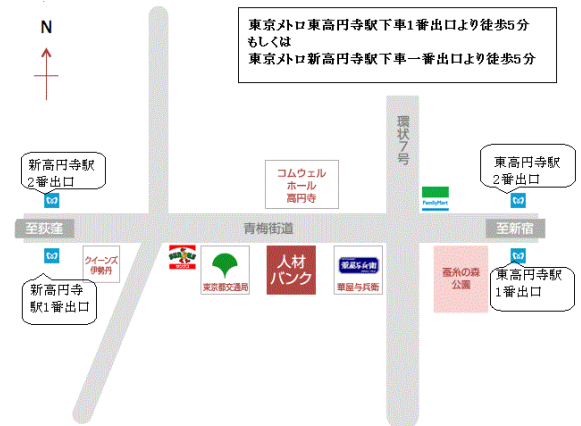 東京メトロ東高円寺駅下車1番出口より徒歩5分
もしくは
東京メトロ新高円寺駅下車一番出口より徒歩5分
N
環状7号
新高円寺駅
2番出口
コムウェル
ホール
高円寺
東高円寺駅
2番出口
FamilyMart
至荻窪
青梅街道
至新宿
クイーンズ
伊勢丹
東京都交通局
人材
バンク
華屋与兵衛
華屋与兵衛
蚕糸の森
公園
新高円寺
駅1番出口
東高円寺駅
1番出口